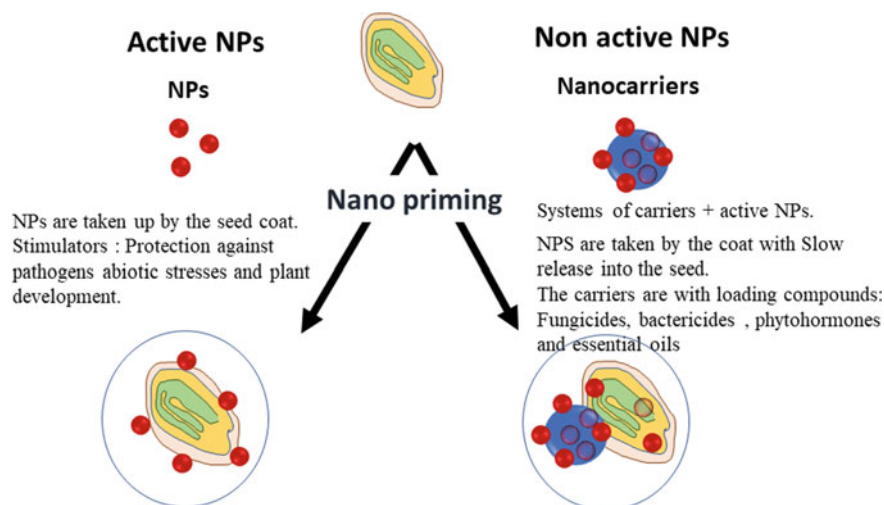 Active NPs
NPs
NPs are taken up by the seed coat.
Stimulators : Protection against
pathogens abiotic stresses and plant
development.
Nano priming
Non active NPs
Nanocarriers
Systems of carriers + active NPs.
NPS are taken by the coat with Slow
release into the seed.
The carriers are with loading compounds:
Fungicides, bactericides , phytohormones
and essential oils